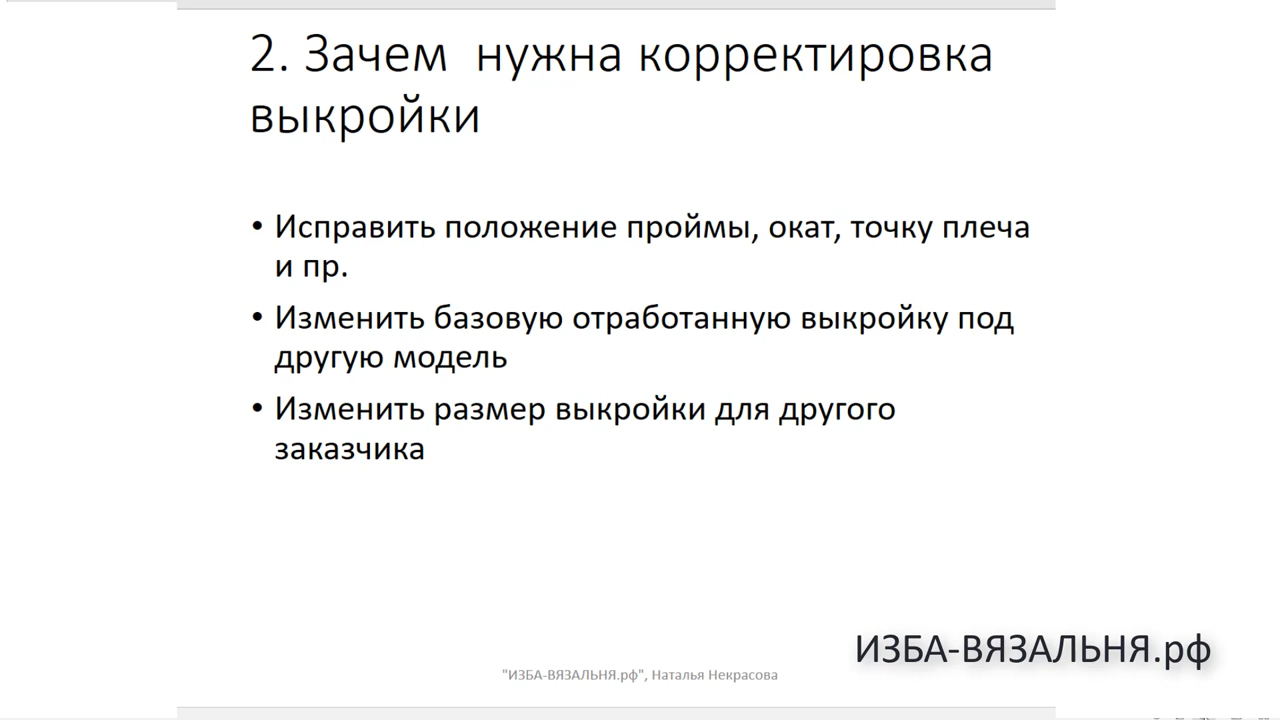 2. Зачем  нужна корректировка
выкройки
• Исправить положение проймы, окат, точку плеча
и пр.
• Изменить базовую отработанную выкройку под
другую модель
• Изменить размер выкройки для другого
заказчика
ИЗБА-ВЯЗАЛЬНЯ.рф
"ИЗБА-ВЯЗАЛЬНЯ.рф", Наталья Некрасова